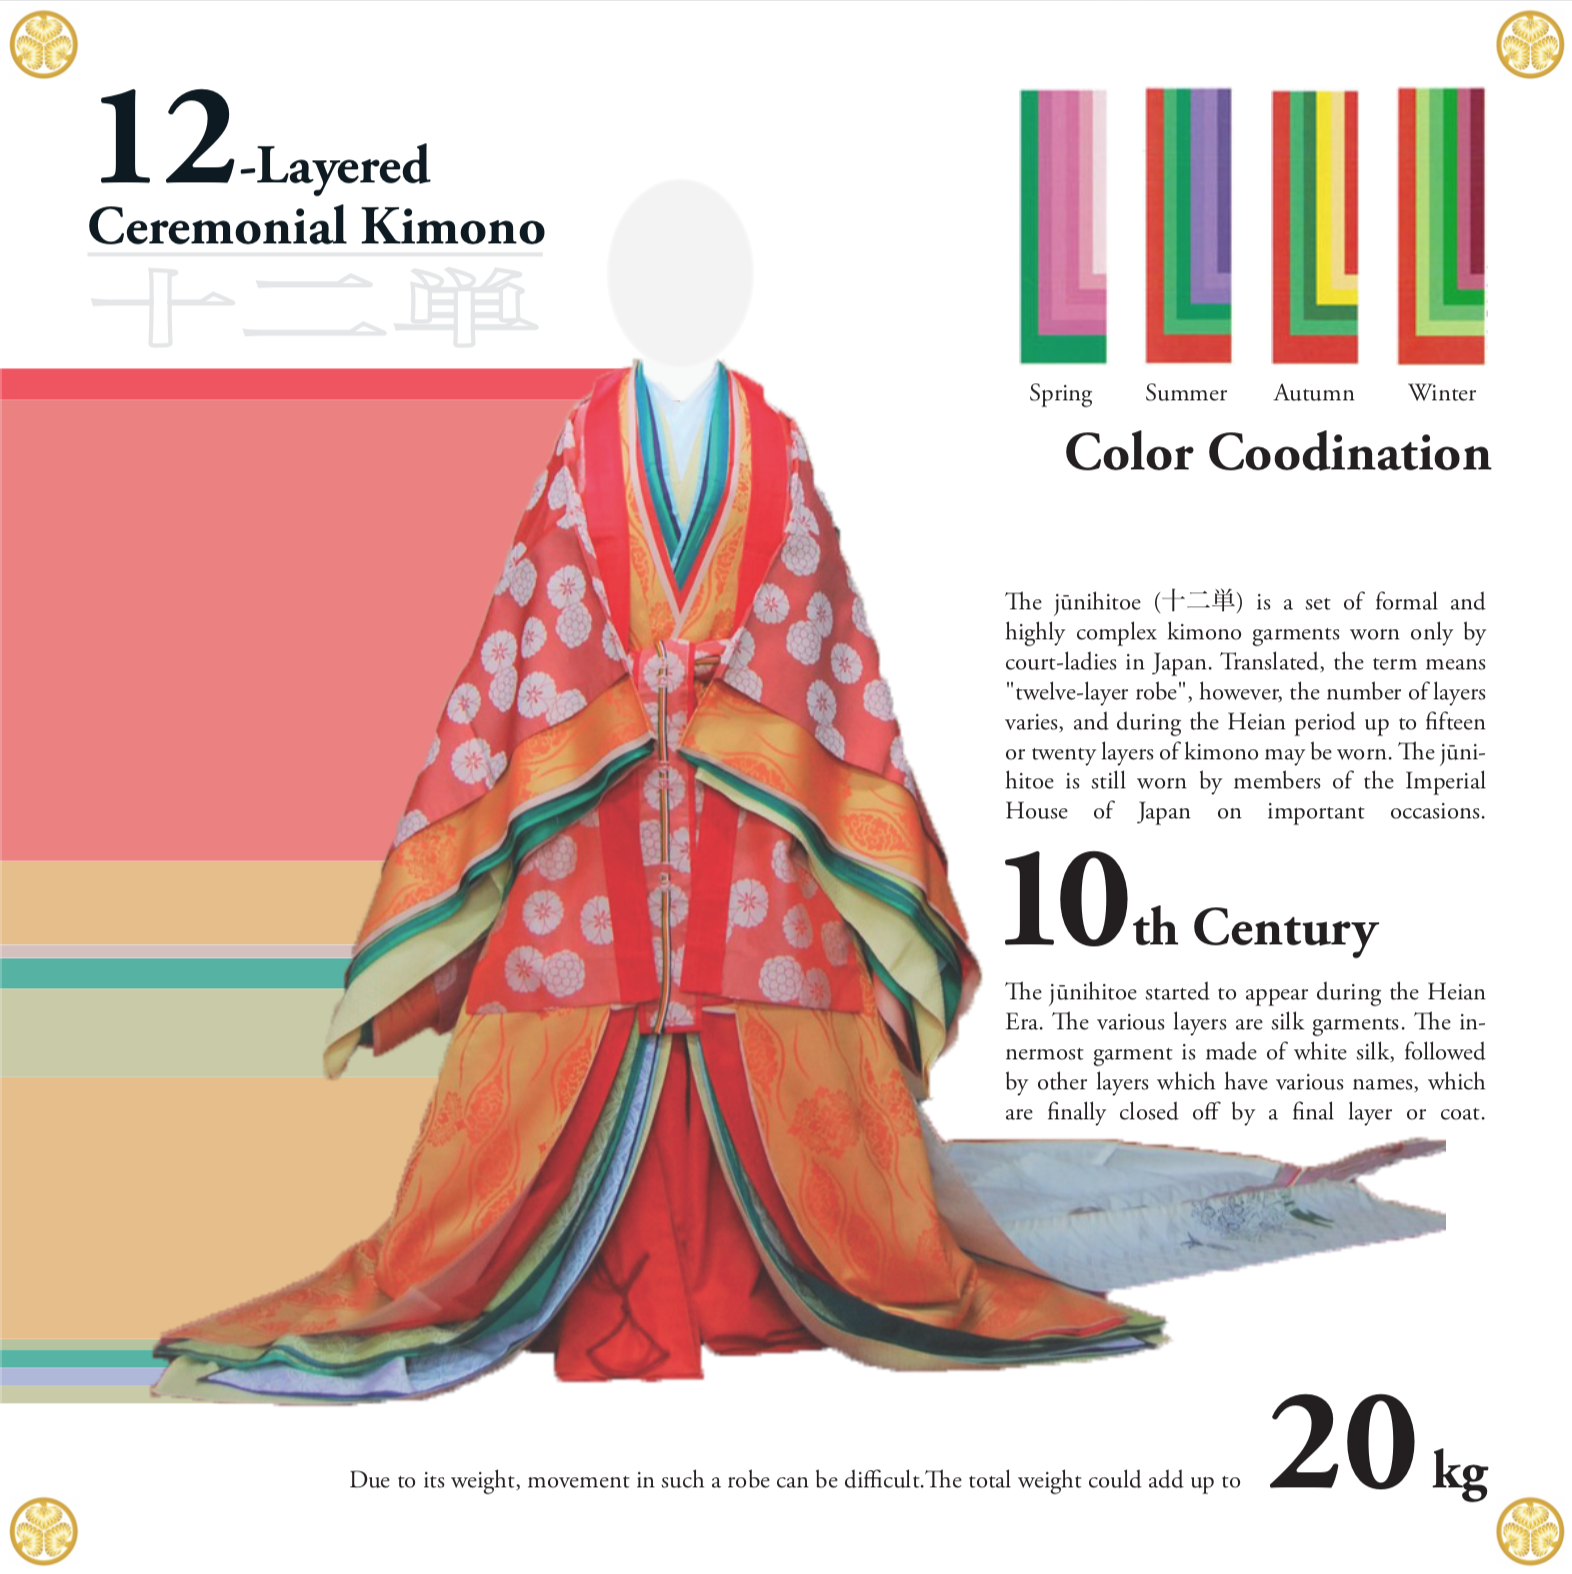 12-Layered
Ceremonial Kimono
十二単
Spring Summer Autumn Winter
Color Coodination
The jūnihitoe (十二単) is a set of formal and
highly complex kimono garments worn only by
court-ladies in Japan. Translated, the term means
"twelve-layer robe", however, the number of layers
varies, and during the Heian period up to fifteen
or twenty layers of kimono may be worn. The jūni-
hitoe is still worn by members of the Imperial
House of Japan on important occasions.
10th Century
The jūnihitoe started to appear during the Heian
Era. The various layers are silk garments. The in-
nermost garment is made of white silk, followed
by other layers which have various names, which
are finally closed off by a final layer or coat.
Due to its weight, movement in such a robe can be difficult.The total weight could add up to 20 kg